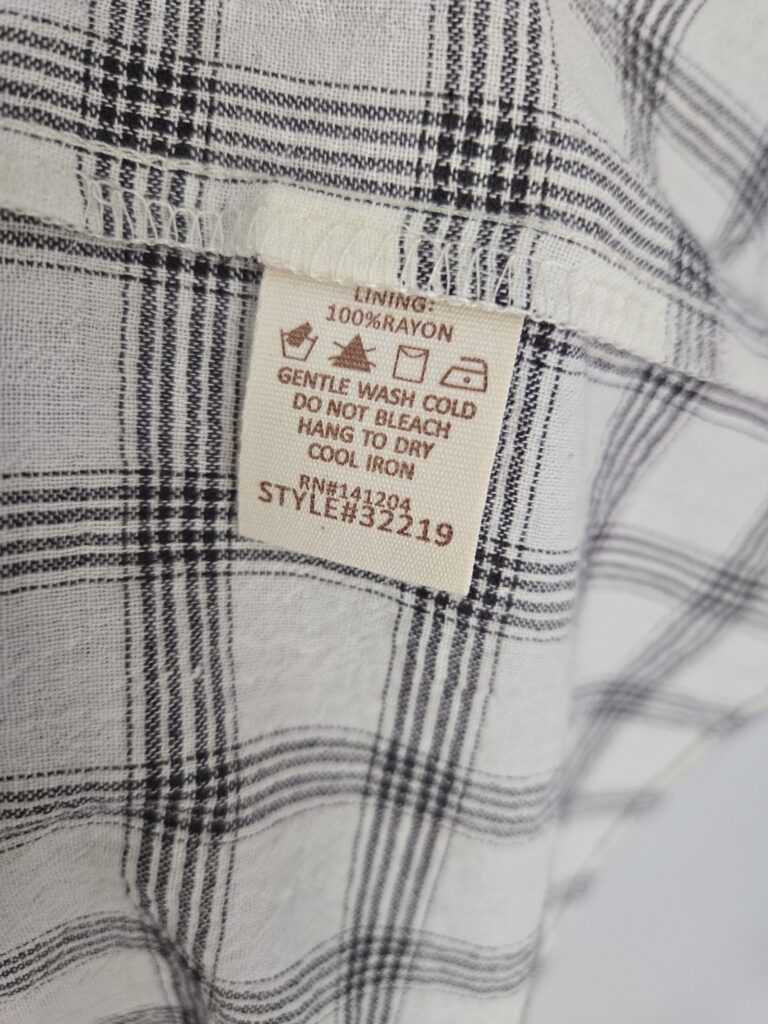 LINING:
100%RAYON
GENTLE WASH COLD
DO NOT BLEACH
HANG TO DRY
COOL IRON
RN#141204
STYLE#32219